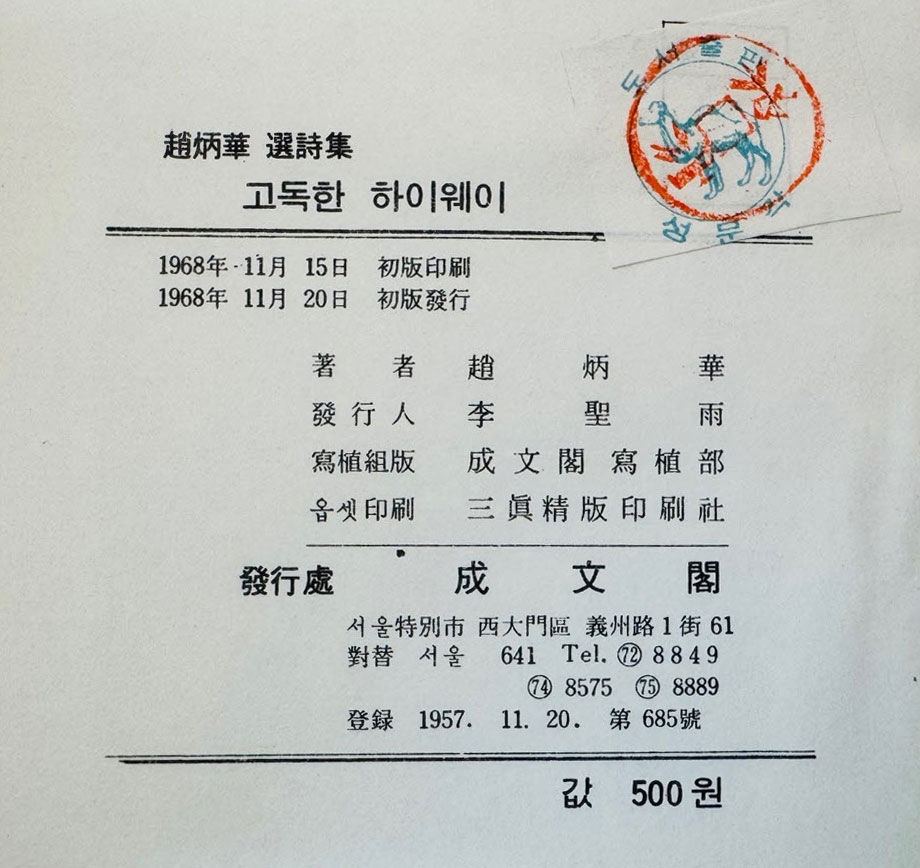 趙炳華 選詩集
고독한 하이웨이
1968年 11月 15日 初版印刷
1968年 11月 20日 初版發行
著者 趙炳華
發行人 李聖雨
寫植組版 成文閣 寫植部
옵셋印刷 三眞精版印刷社
發行處 成文閣
서울特別市 西大門區 義州路1街 61
對替 서울 641 Tel. ㊆㊁ 8849
㊆㊃ 8575 ㊆㊄ 8889
登録 1957. 11. 20. 第 685號
값 500원